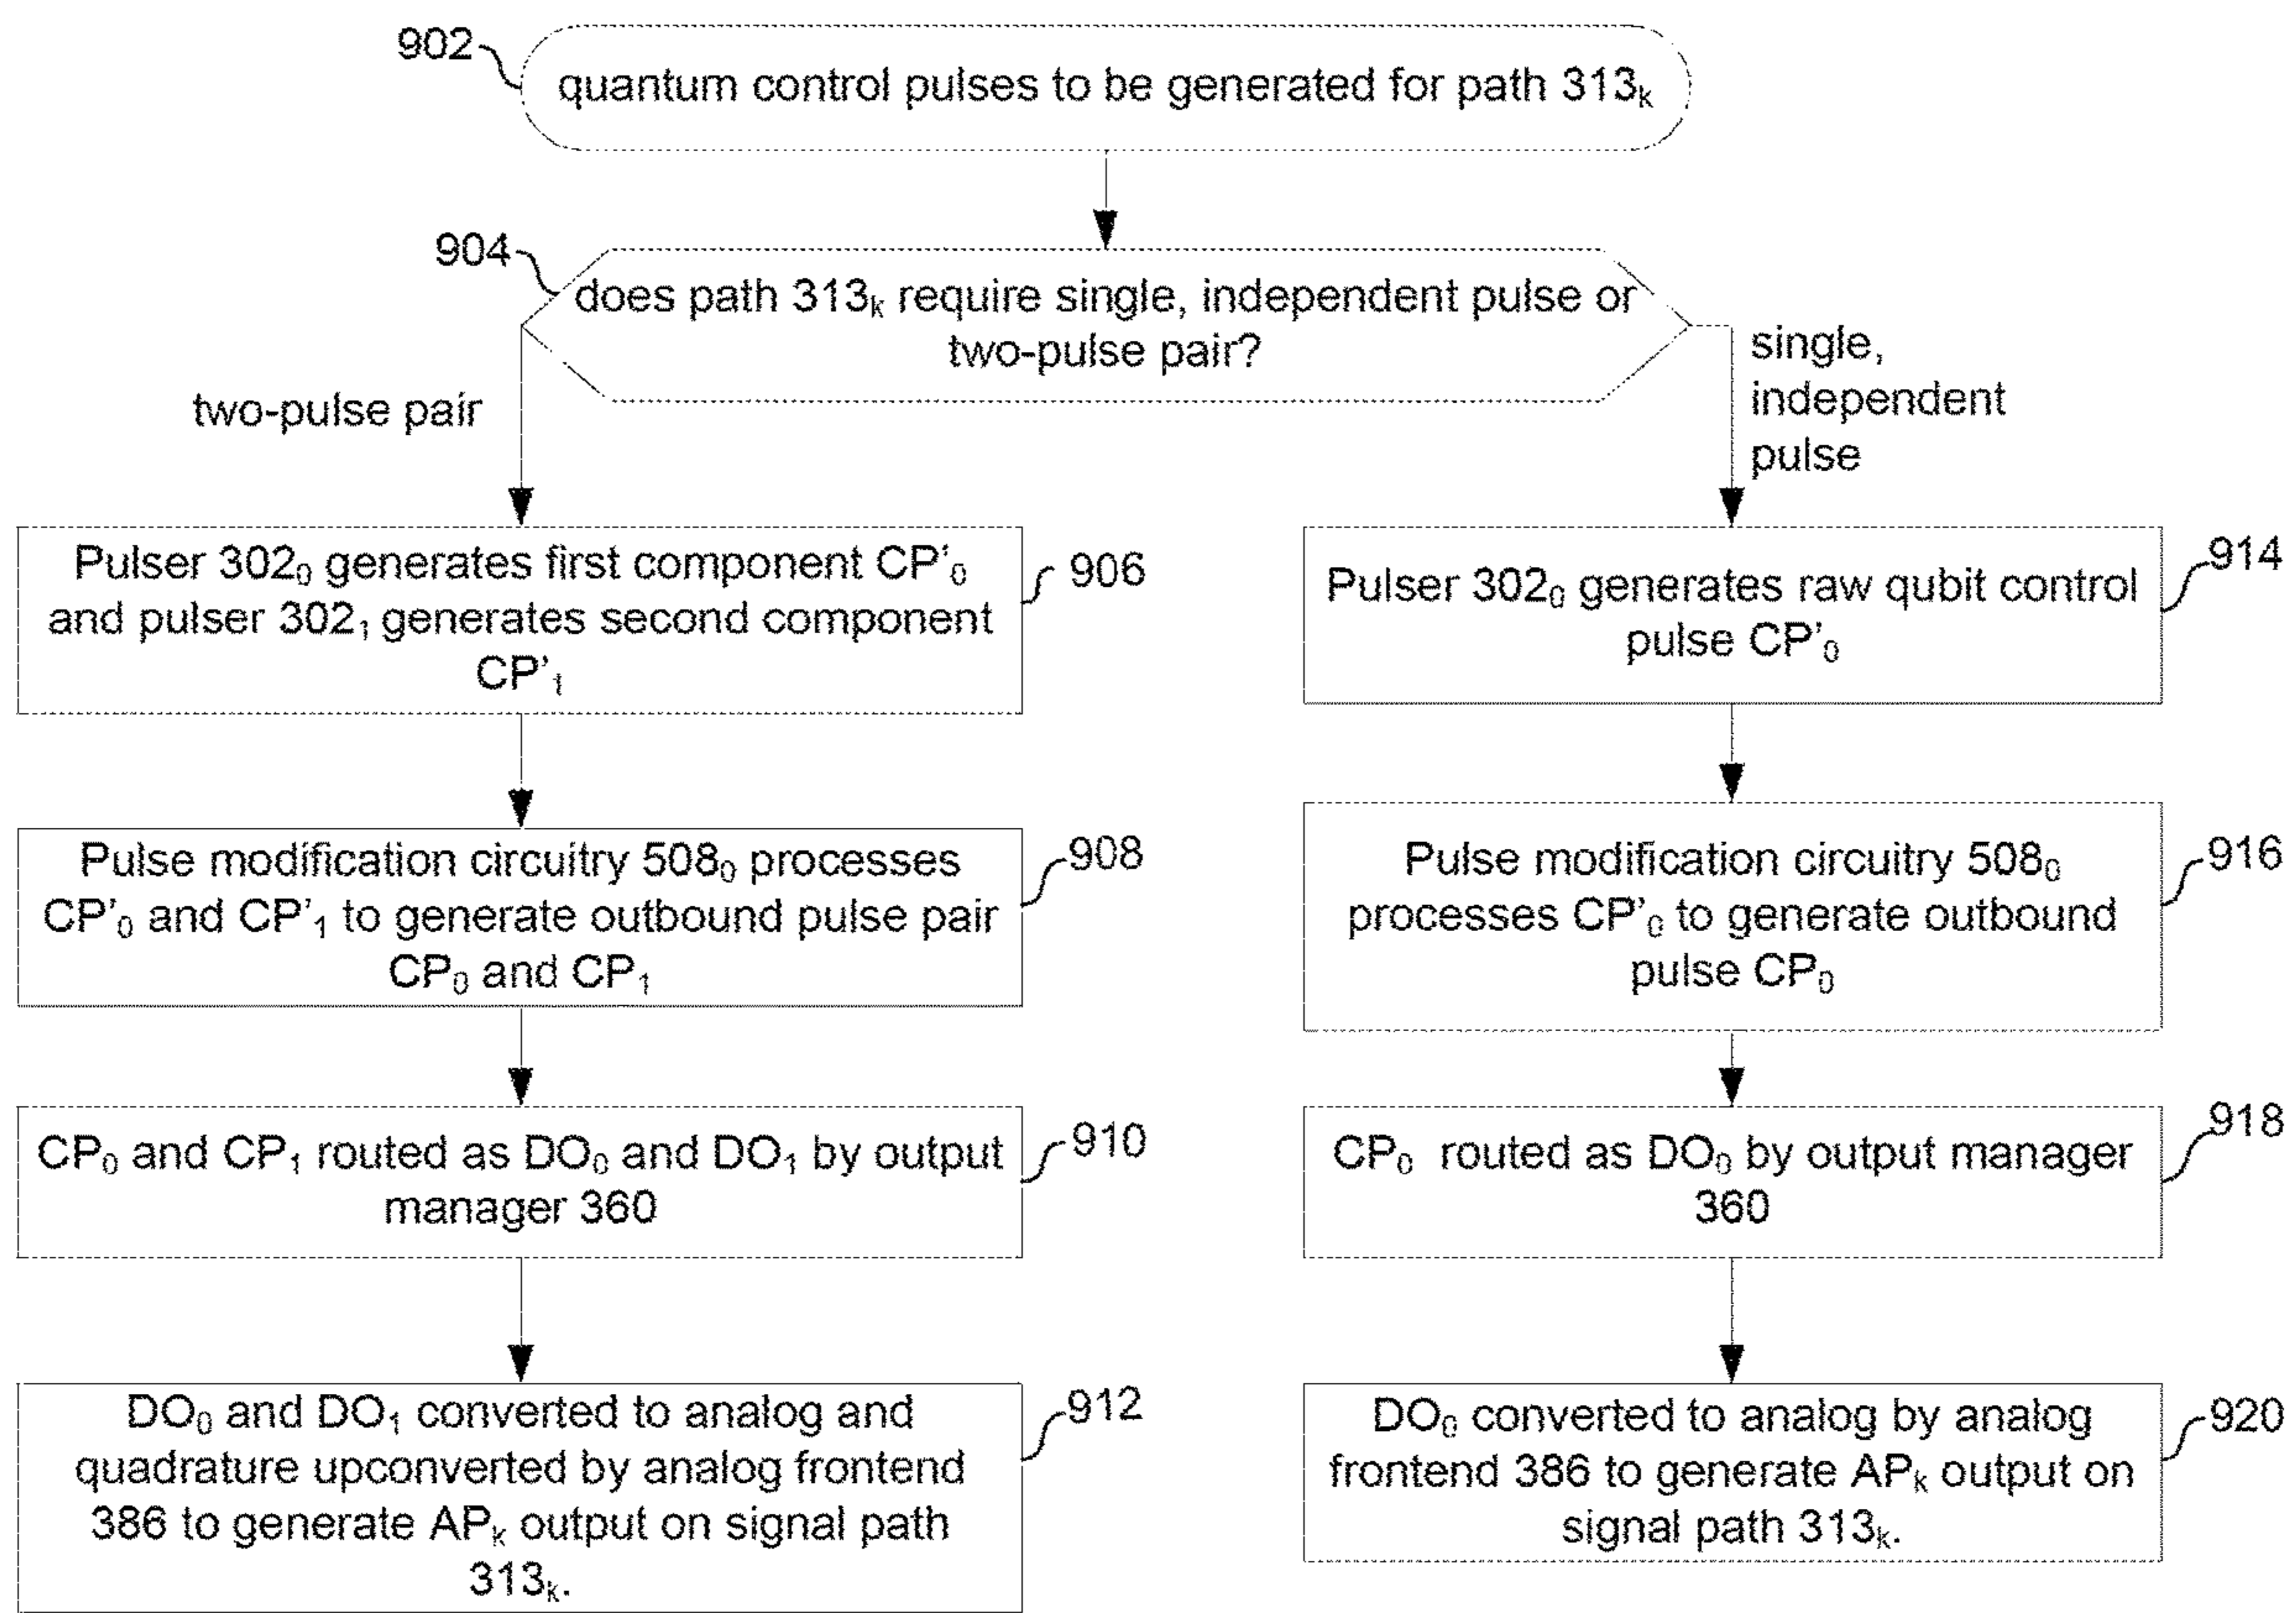 902
quantum control pulses to be generated for path 313ₖ
904
does path 313ₖ require single, independent pulse or
two-pulse pair?
two-pulse pair
single,
independent
pulse
Pulser 302₀ generates first component CP'₀
and pulser 302₁ generates second component
CP'₁
906
Pulse modification circuitry 508₀ processes
CP'₀ and CP'₁ to generate outbound pulse pair
CP₀ and CP₁
908
CP₀ and CP₁ routed as DO₀ and DO₁ by output
manager 360
910
DO₀ and DO₁ converted to analog and
quadrature upconverted by analog frontend
386 to generate APₖ output on signal path
313ₖ.
912
Pulser 302₀ generates raw qubit control
pulse CP'₀
914
Pulse modification circuitry 508₀
processes CP'₀ to generate outbound
pulse CP₀
916
CP₀ routed as DO₀ by output manager
360
918
DO₀ converted to analog by analog
frontend 386 to generate APₖ output on
signal path 313ₖ.
920